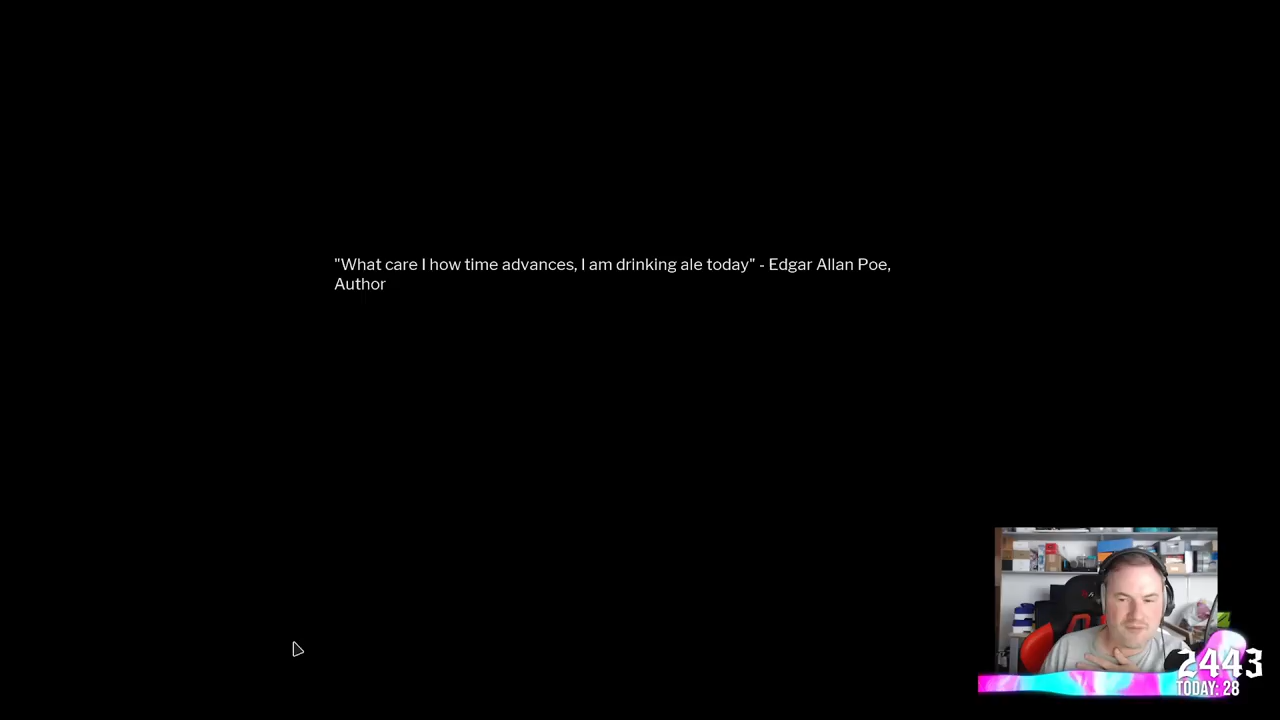 "What care I how time advances, I am drinking ale today" - Edgar Allan Poe,
Author
2443
TODAY: 28